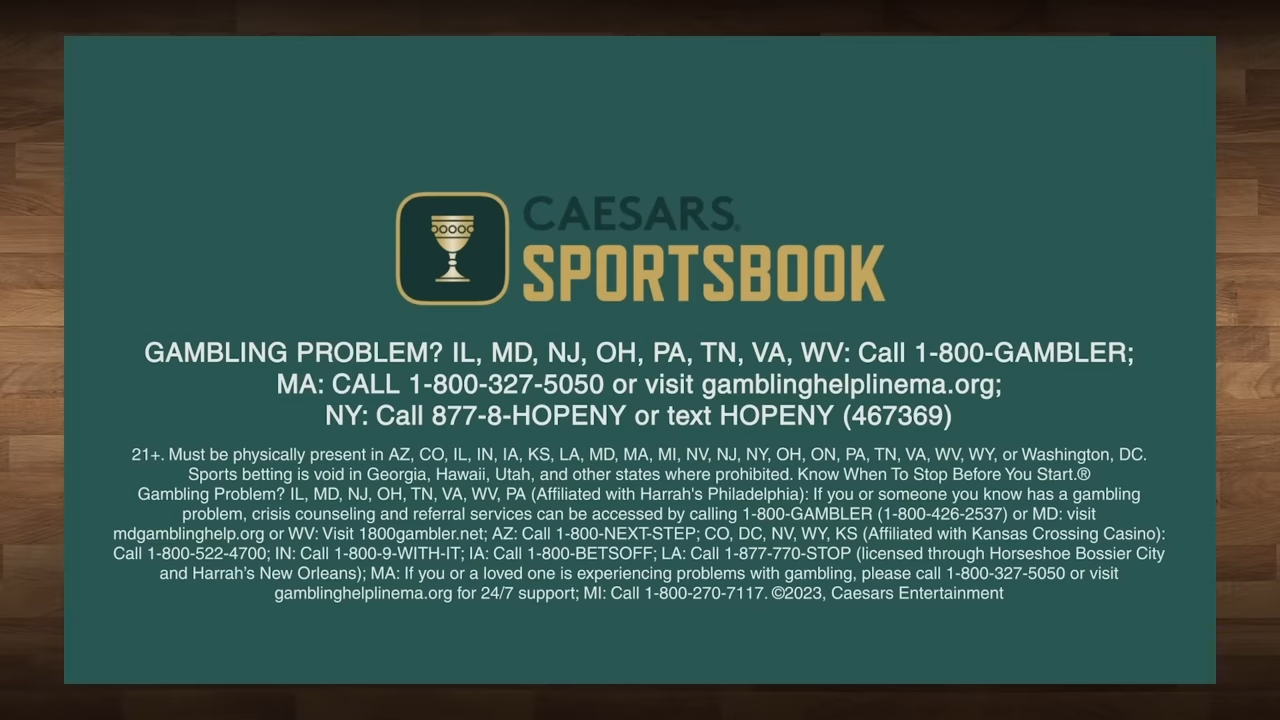 CAESARS®
SPORTSBOOK
GAMBLING PROBLEM? IL, MD, NJ, OH, PA, TN, VA, WV: Call 1-800-GAMBLER;
MA: CALL 1-800-327-5050 or visit gamblinghelplinema.org;
NY: Call 877-8-HOPENY or text HOPENY (467369)
21+. Must be physically present in AZ, CO, IL, IN, IA, KS, LA, MD, MA, MI, NV, NJ, NY, OH, ON, PA, TN, VA, WV, WY, or Washington, DC.
Sports betting is void in Georgia, Hawaii, Utah, and other states where prohibited. Know When To Stop Before You Start.®
Gambling Problem? IL, MD, NJ, OH, TN, VA, WV, PA (Affiliated with Harrah's Philadelphia): If you or someone you know has a gambling
problem, crisis counseling and referral services can be accessed by calling 1-800-GAMBLER (1-800-426-2537) or MD: visit
mdgamblinghelp.org or WV: Visit 1800gambler.net; AZ: Call 1-800-NEXT-STEP; CO, DC, NV, WY, KS (Affiliated with Kansas Crossing Casino):
Call 1-800-522-4700; IN: Call 1-800-9-WITH-IT; IA: Call 1-800-BETSOFF; LA: Call 1-877-770-STOP (licensed through Horseshoe Bossier City
and Harrah’s New Orleans); MA: If you or a loved one is experiencing problems with gambling, please call 1-800-327-5050 or visit
gamblinghelplinema.org for 24/7 support; MI: Call 1-800-270-7117. ©2023, Caesars Entertainment